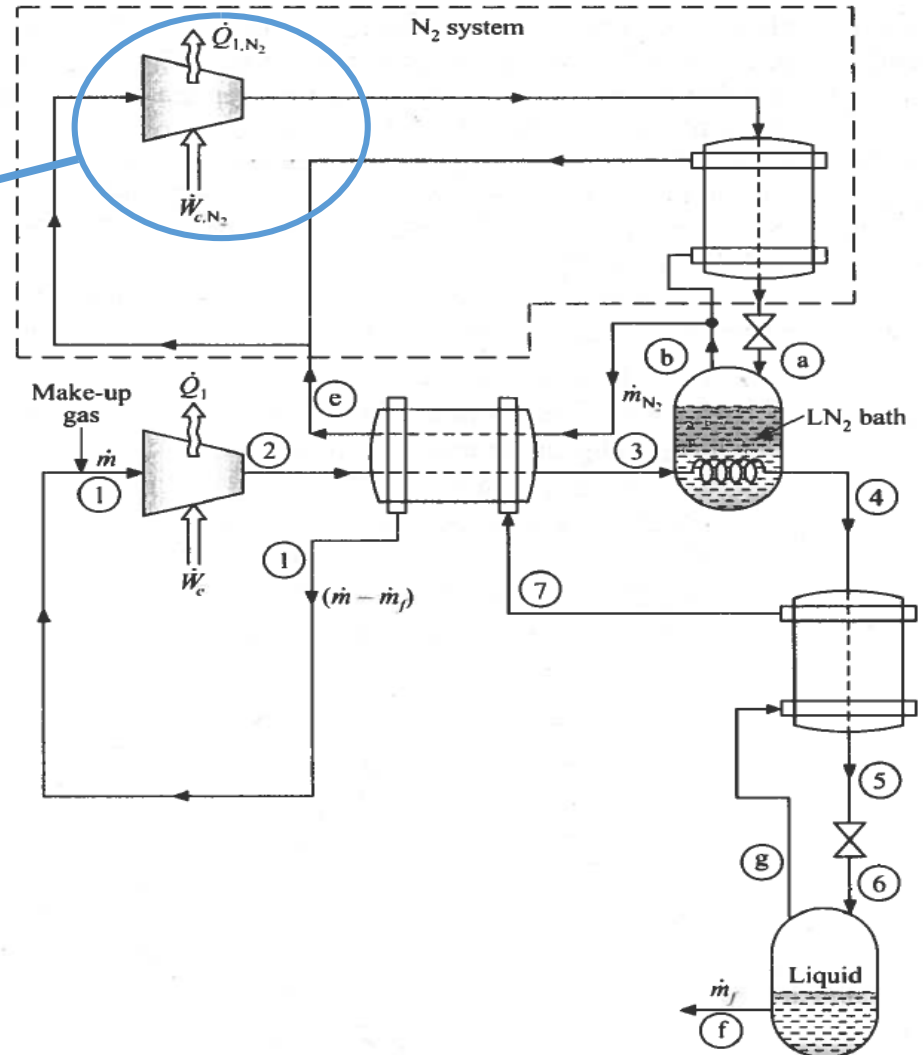 N₂ system
Q̇₁,N₂
Ẇc,N₂
b
a
ṁN₂
LN₂ bath
Make-up
gas
Q̇₁
e
ṁ
2
3
1
4
Ẇc
1
7
(ṁ − ṁf)
5
g
6
Liquid
ṁf
f